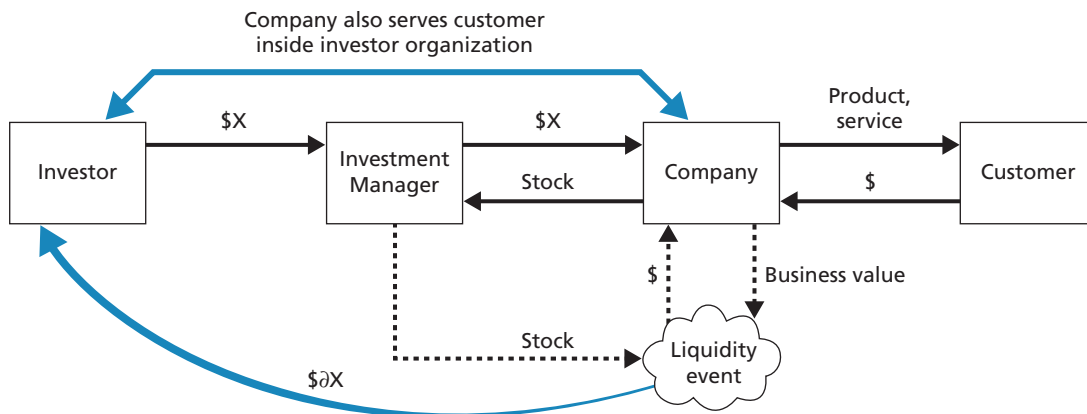 Company also serves customer
inside investor organization
$X
$X
Product,
service
Investor
Investment
Manager
Stock
Company
$
Customer
$
Business value
Stock
Liquidity
event
$∂X